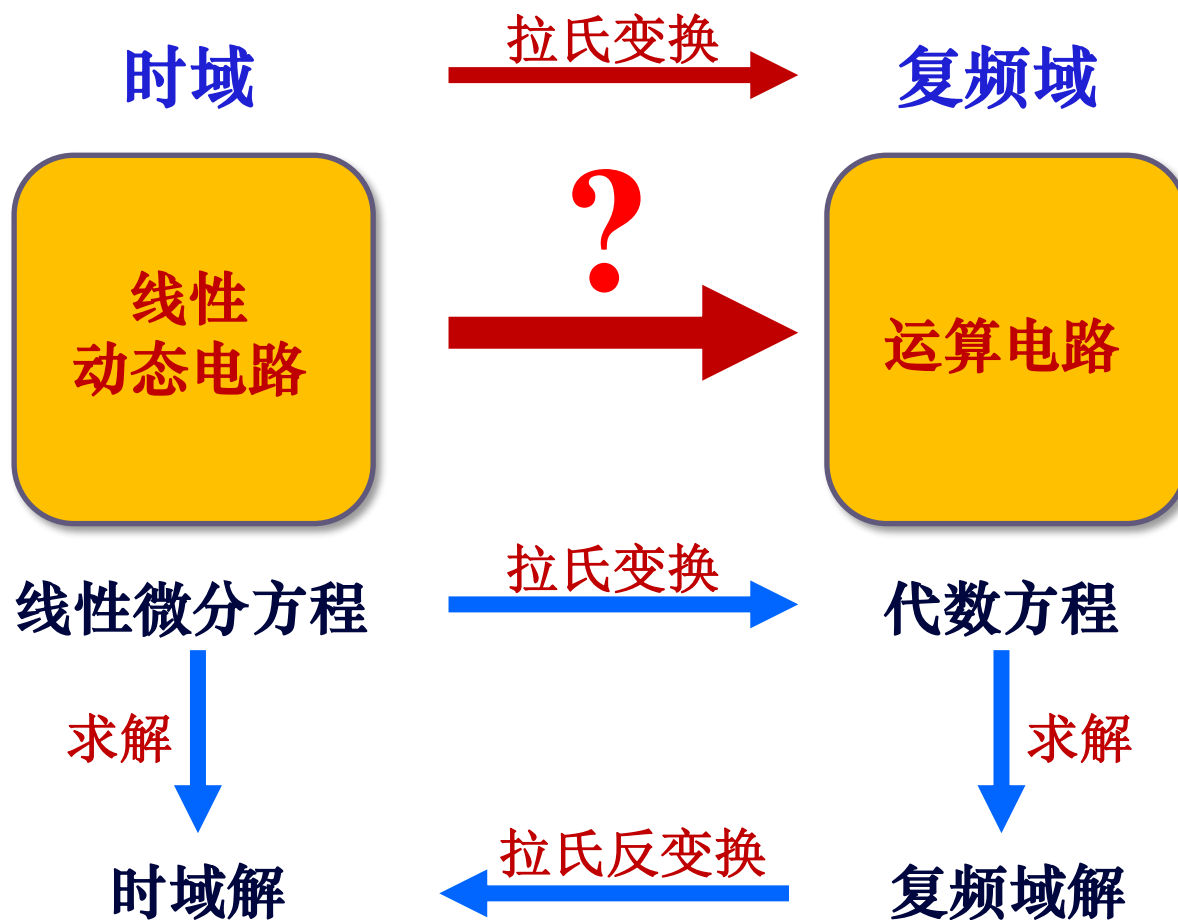 时域
拉氏变换
复频域
?
线性
动态电路
运算电路
线性微分方程
拉氏变换
代数方程
求解
求解
时域解
拉氏反变换
复频域解